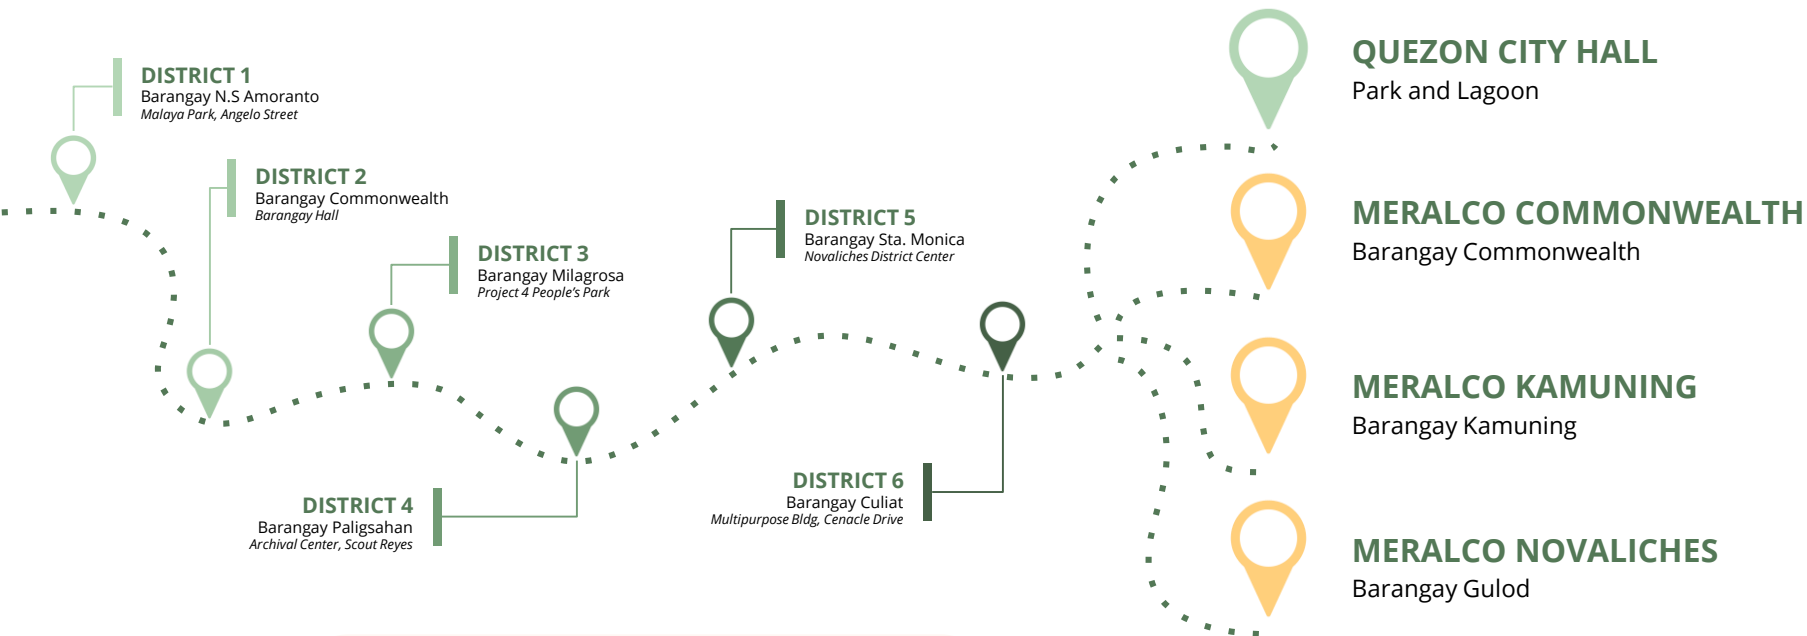 DISTRICT 1
Barangay N.S Amoranto
Malaya Park, Angelo Street
DISTRICT 2
Barangay Commonwealth
Barangay Hall
DISTRICT 3
Barangay Milagrosa
Project 4 People's Park
DISTRICT 4
Barangay Paligsahan
Archival Center, Scout Reyes
DISTRICT 5
Barangay Sta. Monica
Novaliches District Center
DISTRICT 6
Barangay Culiat
Multipurpose Bldg, Cenacle Drive
QUEZON CITY HALL
Park and Lagoon
MERALCO COMMONWEALTH
Barangay Commonwealth
MERALCO KAMUNING
Barangay Kamuning
MERALCO NOVALICHES
Barangay Gulod